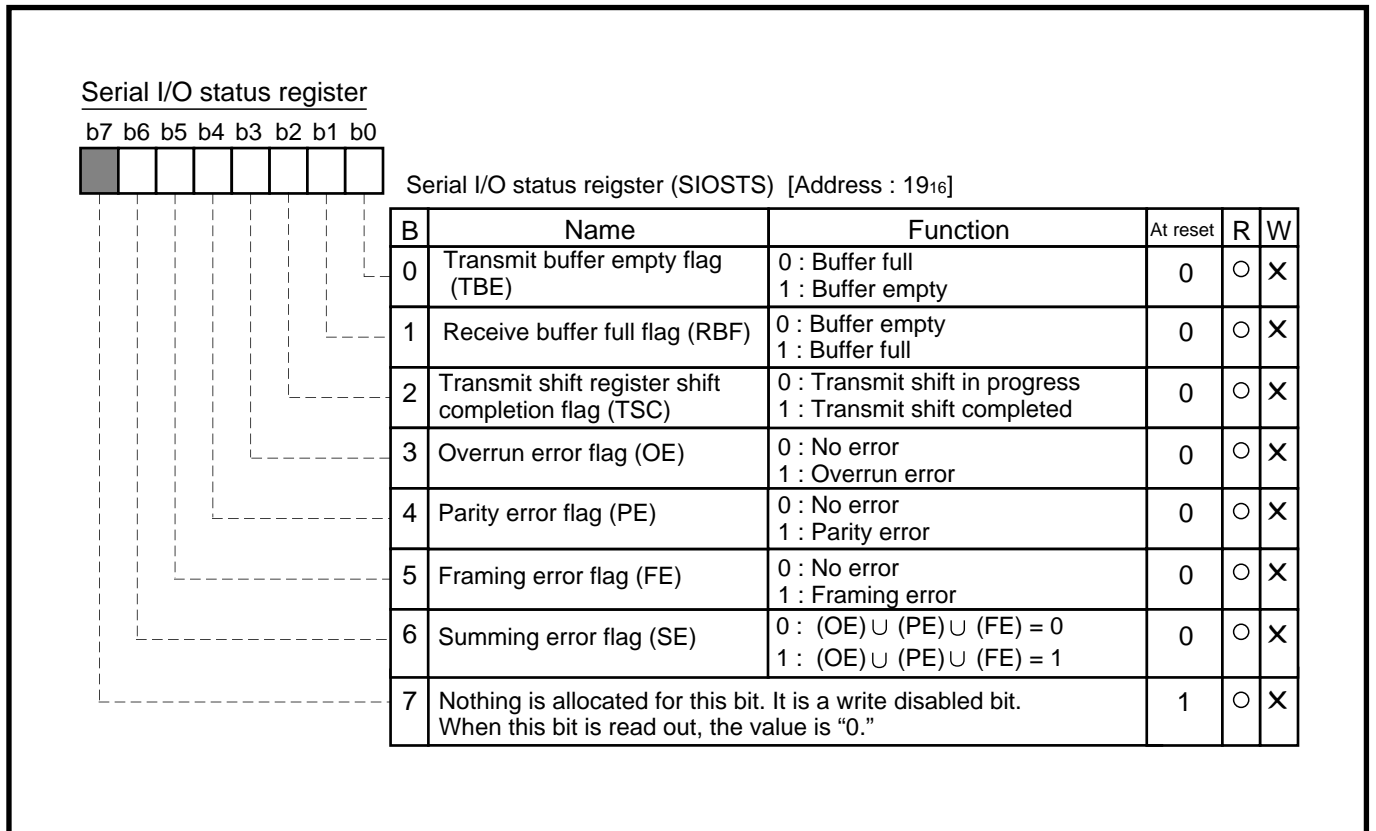 Serial I/O status register
b7 b6 b5 b4 b3 b2 b1 b0
Serial I/O status reigster (SIOSTS) [Address : 19₁₆]
B Name Function At reset R W
0 Transmit buffer empty flag (TBE) 0 : Buffer full 0 ○ ×
1 : Buffer empty
1 Receive buffer full flag (RBF) 0 : Buffer empty 0 ○ ×
1 : Buffer full
2 Transmit shift register shift completion flag (TSC) 0 : Transmit shift in progress 0 ○ ×
1 : Transmit shift completed
3 Overrun error flag (OE) 0 : No error 0 ○ ×
1 : Overrun error
4 Parity error flag (PE) 0 : No error 0 ○ ×
1 : Parity error
5 Framing error flag (FE) 0 : No error 0 ○ ×
1 : Framing error
6 Summing error flag (SE) 0 : (OE) ∪ (PE) ∪ (FE) = 0 0 ○ ×
1 : (OE) ∪ (PE) ∪ (FE) = 1
7 Nothing is allocated for this bit. It is a write disabled bit. 1 ○ ×
When this bit is read out, the value is “0.”